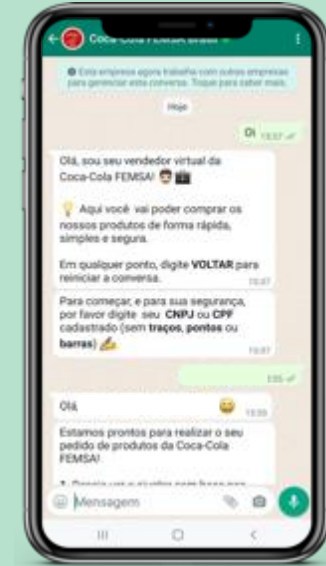 Coca-Cola FEMSA Brasil
Esta empresa agora trabalha com outras empresas
para gerenciar esta conversa. Toque para saber mais.
Hoje
Oi
Olá, sou seu vendedor virtual da
Coca-Cola FEMSA!
Aqui você vai poder comprar os
nossos produtos de forma rápida,
simples e segura.
Em qualquer ponto, digite VOLTAR para
reiniciar a conversa.
Para começar, e para sua segurança,
por favor digite seu CNPJ ou CPF
cadastrado (sem traços, pontos ou
barras)
Olá
Estamos prontos para realizar o seu
pedido de produtos da Coca-Cola
FEMSA!
Mensagem